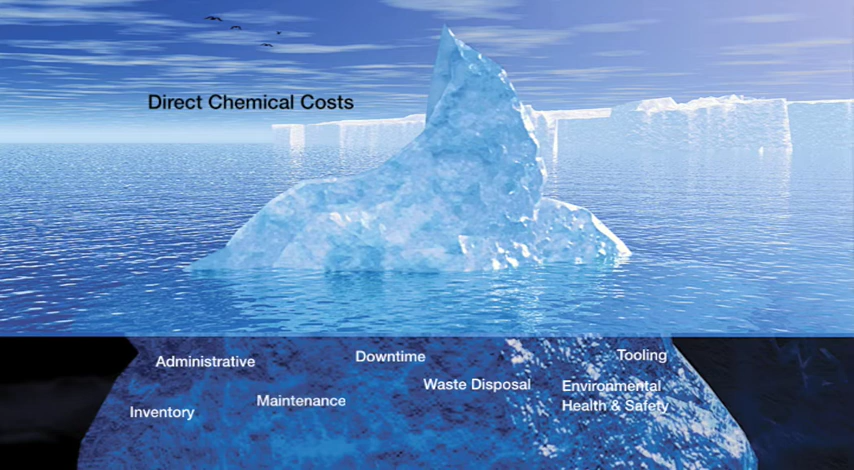 Direct Chemical Costs
Administrative
Downtime
Tooling
Inventory
Maintenance
Waste Disposal
Environmental
Health & Safety